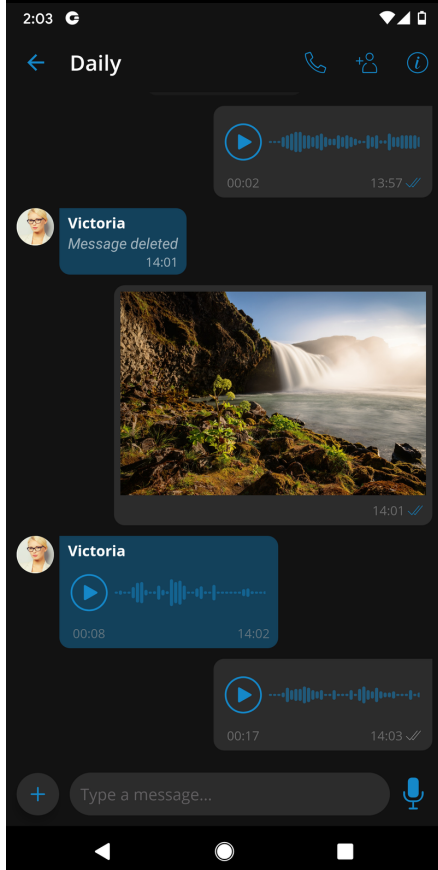 2:03
Daily
00:02 13:57
Victoria
Message deleted
14:01
14:01
Victoria
00:08 14:02
00:17 14:03
Type a message...